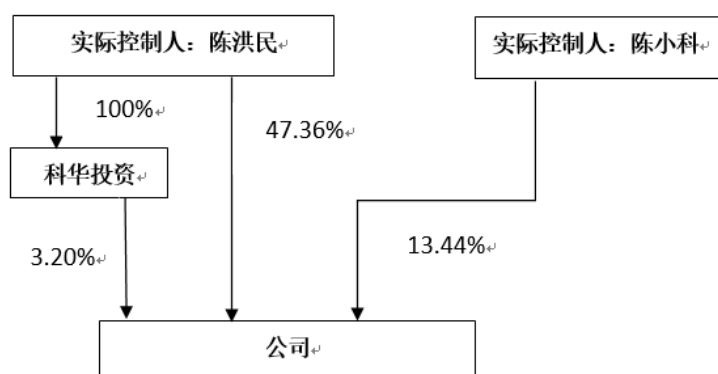 实际控制人：陈洪民
实际控制人：陈小科
100%
47.36%
科华投资
3.20%
13.44%
公司